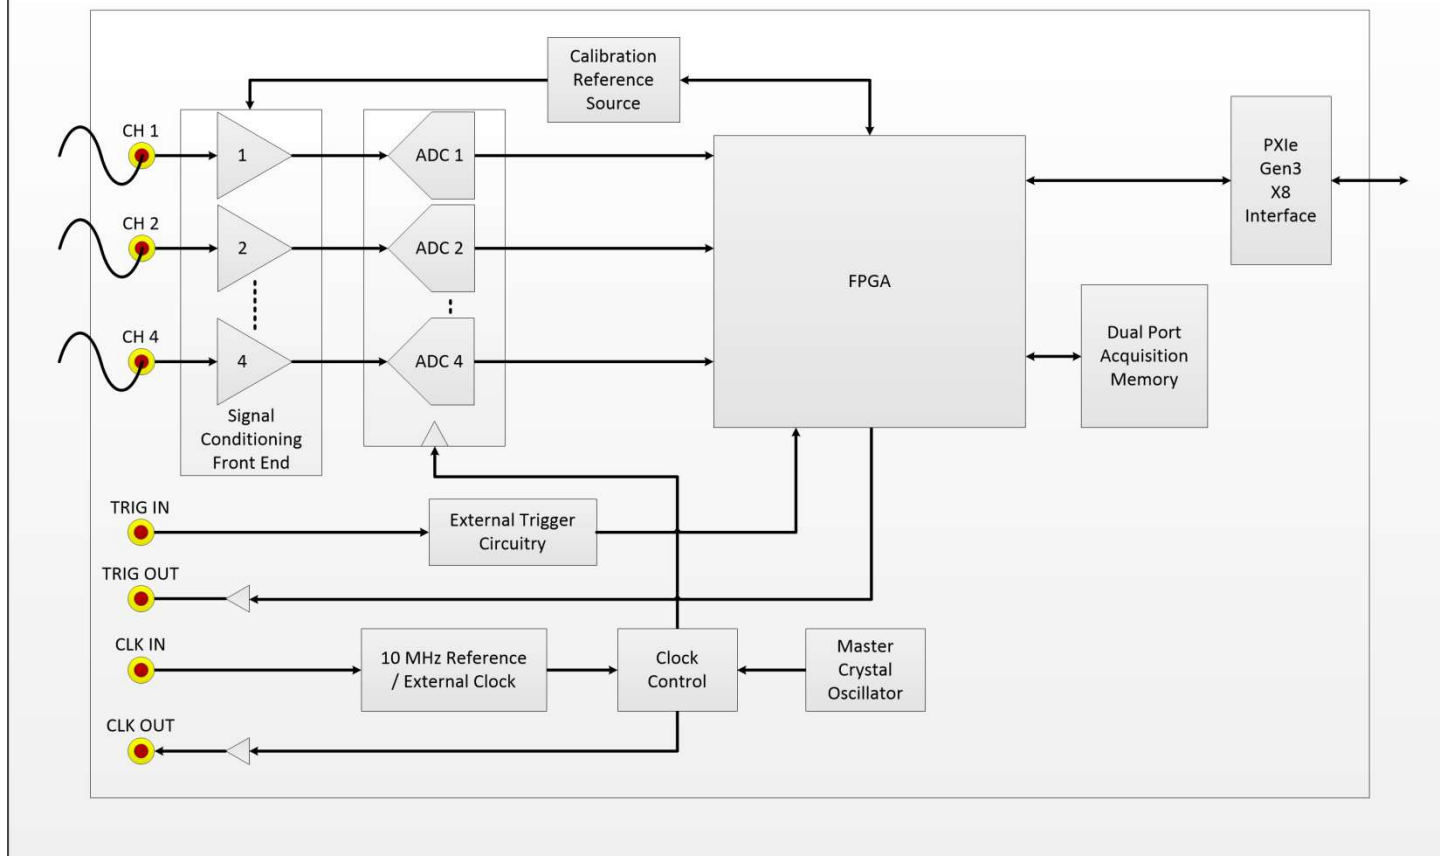 Calibration
Reference
Source
CH 1
1
ADC 1
PXIe
Gen3
X8
Interface
CH 2
2
ADC 2
FPGA
CH 4
4
ADC 4
Dual Port
Acquisition
Memory
Signal
Conditioning
Front End
TRIG IN
External Trigger
Circuitry
TRIG OUT
CLK IN
10 MHz Reference
/ External Clock
Clock
Control
Master
Crystal
Oscillator
CLK OUT